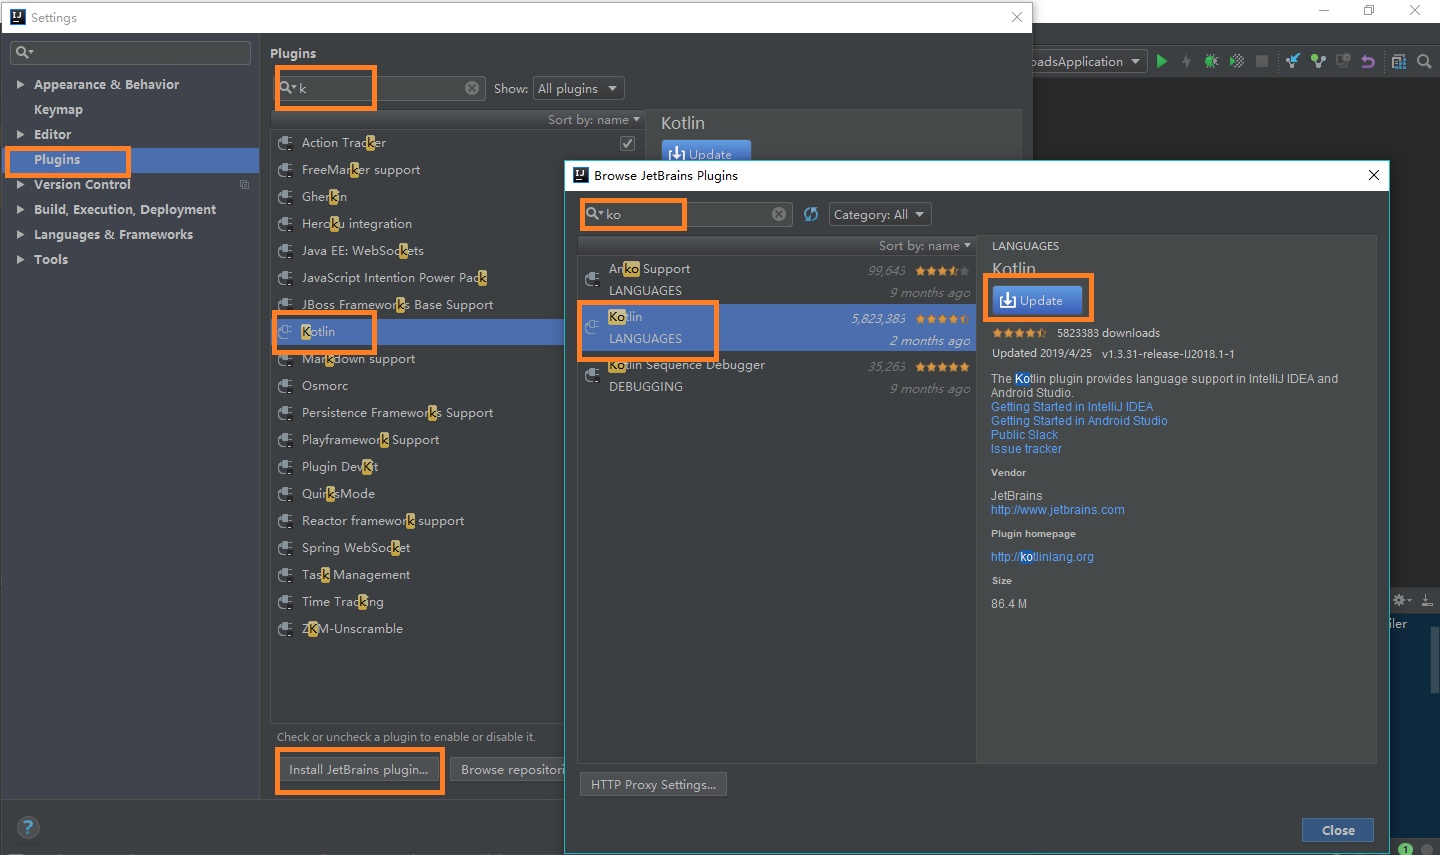 Settings
Appearance & Behavior
Keymap
Editor
Plugins
Version Control
Build, Execution, Deployment
Languages & Frameworks
Tools
Plugins
k
Show: All plugins
Sort by: name
Action Tracker
FreeMarker support
Gherkin
Heroku integration
Java EE: WebSockets
JavaScript Intention Power Pack
JBoss Frameworks Base Support
Kotlin
Markdown support
Osmorc
Persistence Frameworks Support
Playframework Support
Plugin DevKit
QuirksMode
Reactor framework support
Spring WebSocket
Task Management
Time Tracking
ZKM-Unscramble
Check or uncheck a plugin to enable or disable it.
Install JetBrains plugin...
Browse repositori
?
Kotlin
Update
oadsApplication
Browse JetBrains Plugins
ko
Category: All
Sort by: name
Anko Support 99,643
LANGUAGES 9 months ago
Kotlin 5,823,383
LANGUAGES 2 months ago
Kotlin Sequence Debugger 35,263
DEBUGGING 9 months ago
LANGUAGES
Kotlin
Update
5823383 downloads
Updated 2019/4/25 v1.3.31-release-IJ2018.1-1
The Kotlin plugin provides language support in IntelliJ IDEA and
Android Studio.
Getting Started in IntelliJ IDEA
Getting Started in Android Studio
Public Slack
Issue tracker
Vendor
JetBrains
http://www.jetbrains.com
Plugin homepage
http://kotlinlang.org
Size
86.4 M
HTTP Proxy Settings...
Close
iler
1